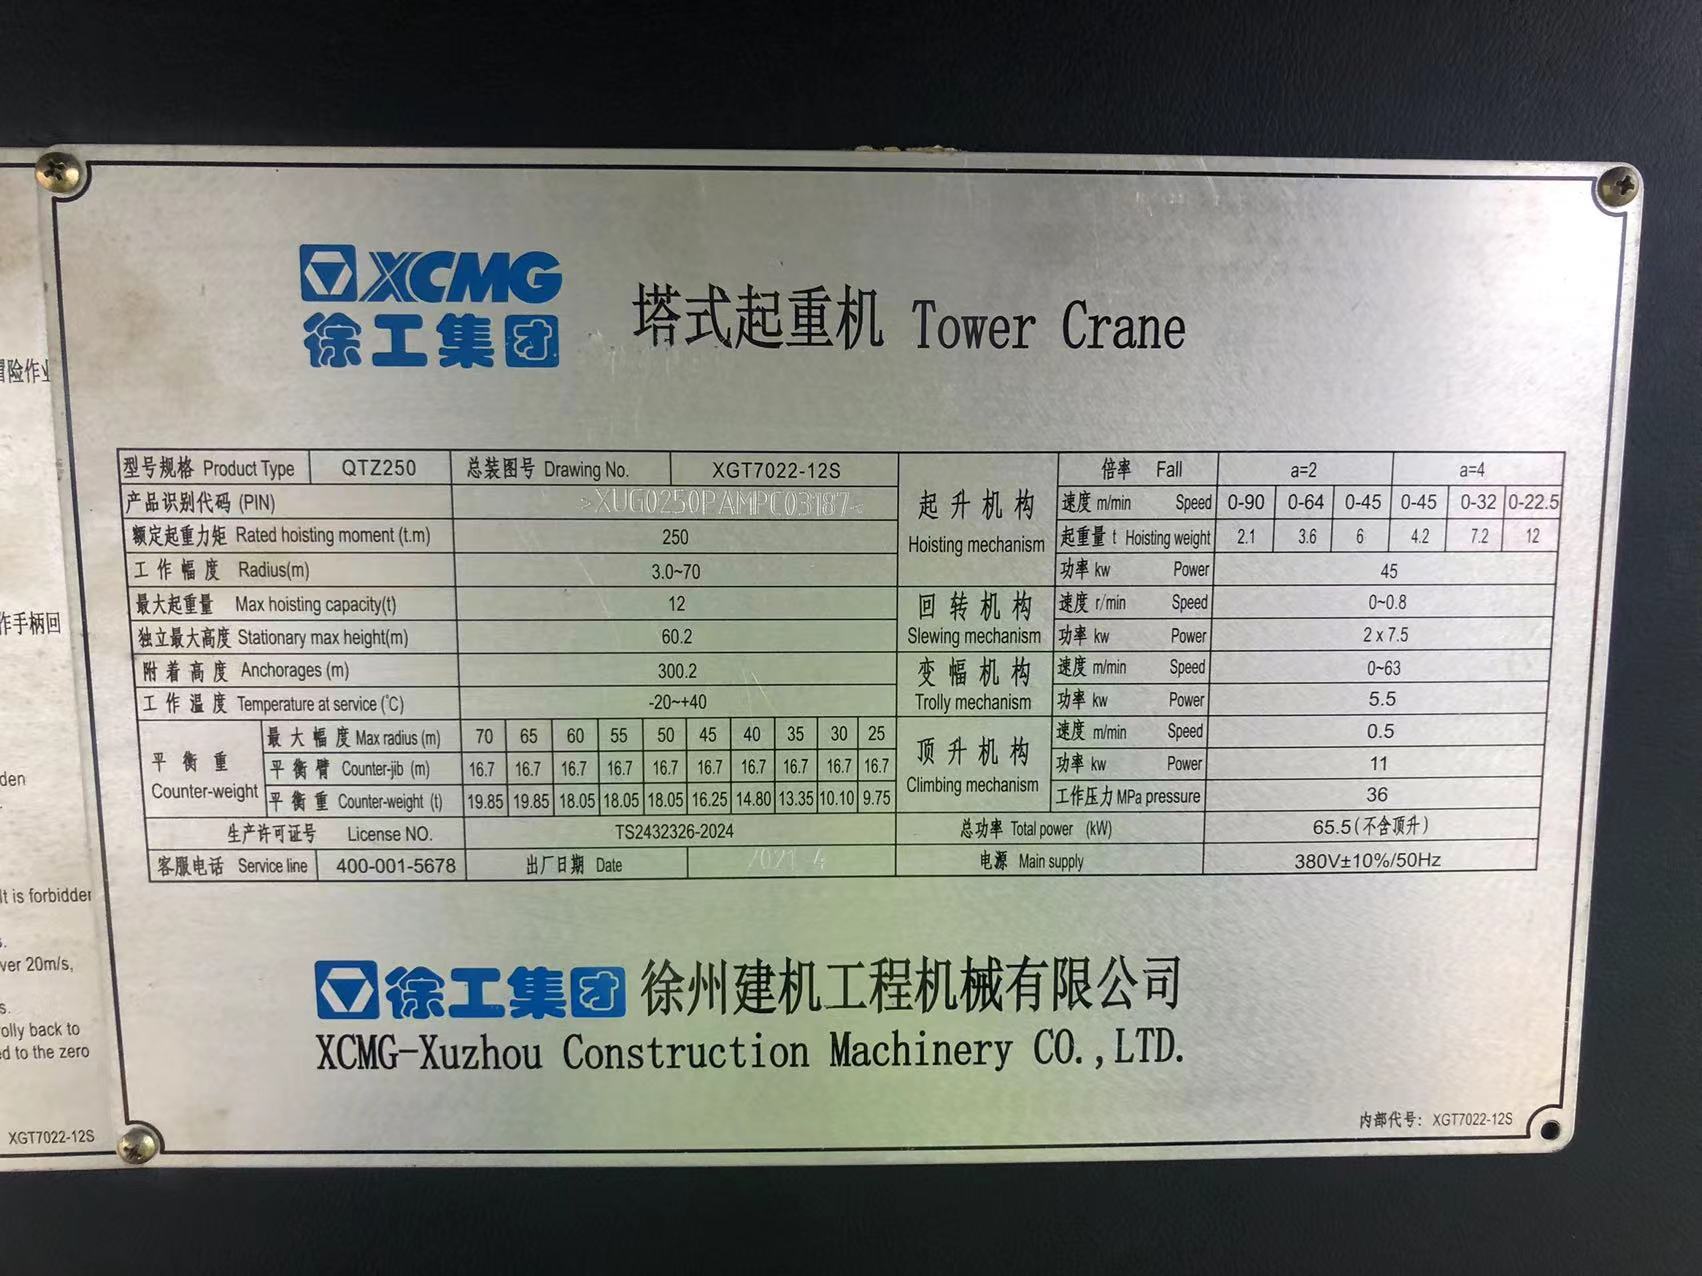 冒险作业
作手柄回
den
It is forbidden
s.
ver 20m/s,
s.
olly back to
ed to the zero
XGT7022-12S
XCMG
徐工集团
塔式起重机 Tower Crane
型号规格 Product Type QTZ250 总装图号 Drawing No. XGT7022-12S
产品识别代码 (PIN) >XUG0250PAMPC03187<
额定起重力矩 Rated hoisting moment (t.m) 250
工作幅度 Radius(m) 3.0~70
最大起重量 Max hoisting capacity(t) 12
独立最大高度 Stationary max height(m) 60.2
附着高度 Anchorages (m) 300.2
工作温度 Temperature at service (℃) -20~+40
平衡重 Counter-weight
最大幅度 Max radius (m) 70 65 60 55 50 45 40 35 30 25
平衡臂 Counter-jib (m) 16.7 16.7 16.7 16.7 16.7 16.7 16.7 16.7 16.7 16.7
平衡重 Counter-weight (t) 19.85 19.85 18.05 18.05 18.05 16.25 14.80 13.35 10.10 9.75
生产许可证号 License NO. TS2432326-2024
客服电话 Service line 400-001-5678 出厂日期 Date 2021 4
起升机构 Hoisting mechanism
倍率 Fall a=2 a=4
速度 m/min Speed 0-90 0-64 0-45 0-45 0-32 0-22.5
起重量 t Hoisting weight 2.1 3.6 6 4.2 7.2 12
功率 kw Power 45
回转机构 Slewing mechanism
速度 r/min Speed 0~0.8
功率 kw Power 2 x 7.5
变幅机构 Trolly mechanism
速度 m/min Speed 0~63
功率 kw Power 5.5
顶升机构 Climbing mechanism
速度 m/min Speed 0.5
功率 kw Power 11
工作压力 MPa pressure 36
总功率 Total power (kW) 65.5(不含顶升)
电源 Main supply 380V±10%/50Hz
徐工集团 徐州建机工程机械有限公司
XCMG-Xuzhou Construction Machinery CO.,LTD.
内部代号: XGT7022-12S